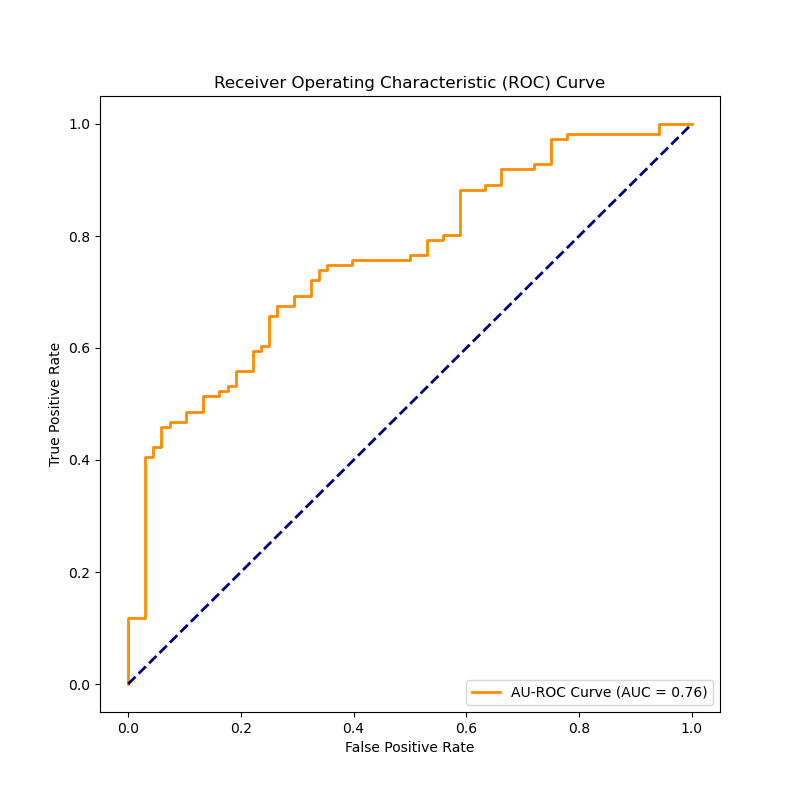 Receiver Operating Characteristic (ROC) Curve
1.0
0.8
0.6
0.4
0.2
0.0
True Positive Rate
AU-ROC Curve (AUC = 0.76)
0.0 0.2 0.4 0.6 0.8 1.0
False Positive Rate